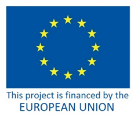 This project is financed by the
EUROPEAN UNION